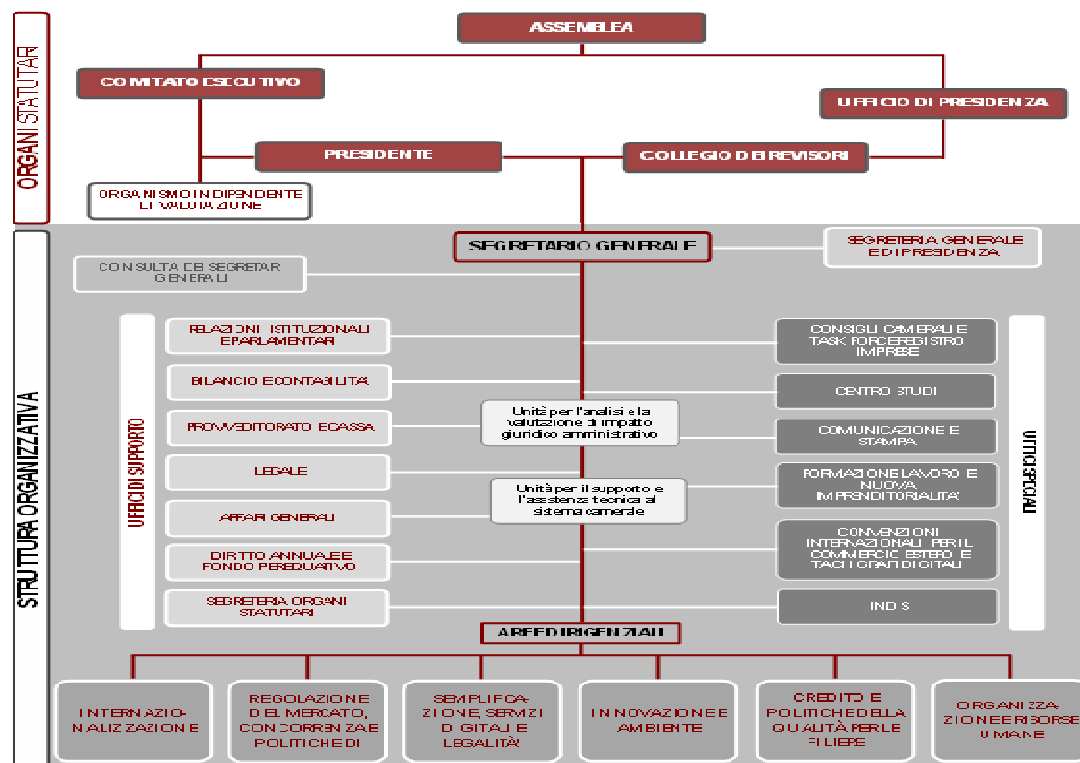 ORGANI STATUTARI
ASSEMBLEA
COMITATO ESECUTIVO
UFFICIO DI PRESIDENZA
PRESIDENTE
COLLEGIO DEI REVISORI
ORGANISMO INDIPENDENTE
DI VALUTAZIONE
STRUTTURA ORGANIZZATIVA
SEGRETARIO GENERALE
SEGRETERIA GENERALE
E DI PRESIDENZA
CONSULTA DEI SEGRETARI
GENERALI
UFFICI DI SUPPORTO
RELAZIONI ISTITUZIONALI
E PARLAMENTARI
BILANCIO E CONTABILITA'
PROVVEDITORATO E CASSA
LEGALE
AFFARI GENERALI
DIRITTO ANNUALE E
FONDO PEREQUATIVO
SEGRETERIA ORGANI
STATUTARI
Unità per l'analisi e la
valutazione di impatto
giuridico amministrativo
Unità per il supporto e
l'assistenza tecnica al
sistema camerale
CONSIGLI CAMERALI E
TASK FORCE REGISTRO
IMPRESE
CENTRO STUDI
COMUNICAZIONE E
STAMPA
FORMAZIONE LAVORO E
NUOVA
IMPRENDITORIALITA'
CONVENZIONI
INTERNAZIONALI PER IL
COMMERCIO ESTERO E
TACHIGRAFI DIGITALI
UFFICI SPECIALI
AREE DIRIGENZIALI
INTERNAZIO-
NALIZZAZIONE
REGOLAZIONE
DEL MERCATO,
CONCORRENZA E
POLITICHE DI
SEMPLIFICA-
ZIONE, SERVIZI
DIGITALI E
LEGALITA'
INNOVAZIONE E
AMBIENTE
CREDITO E
POLITICHE DELLA
QUALITÀ PER LE
FILIERE
ORGANIZZA-
ZIONE E RISORSE
UMANE